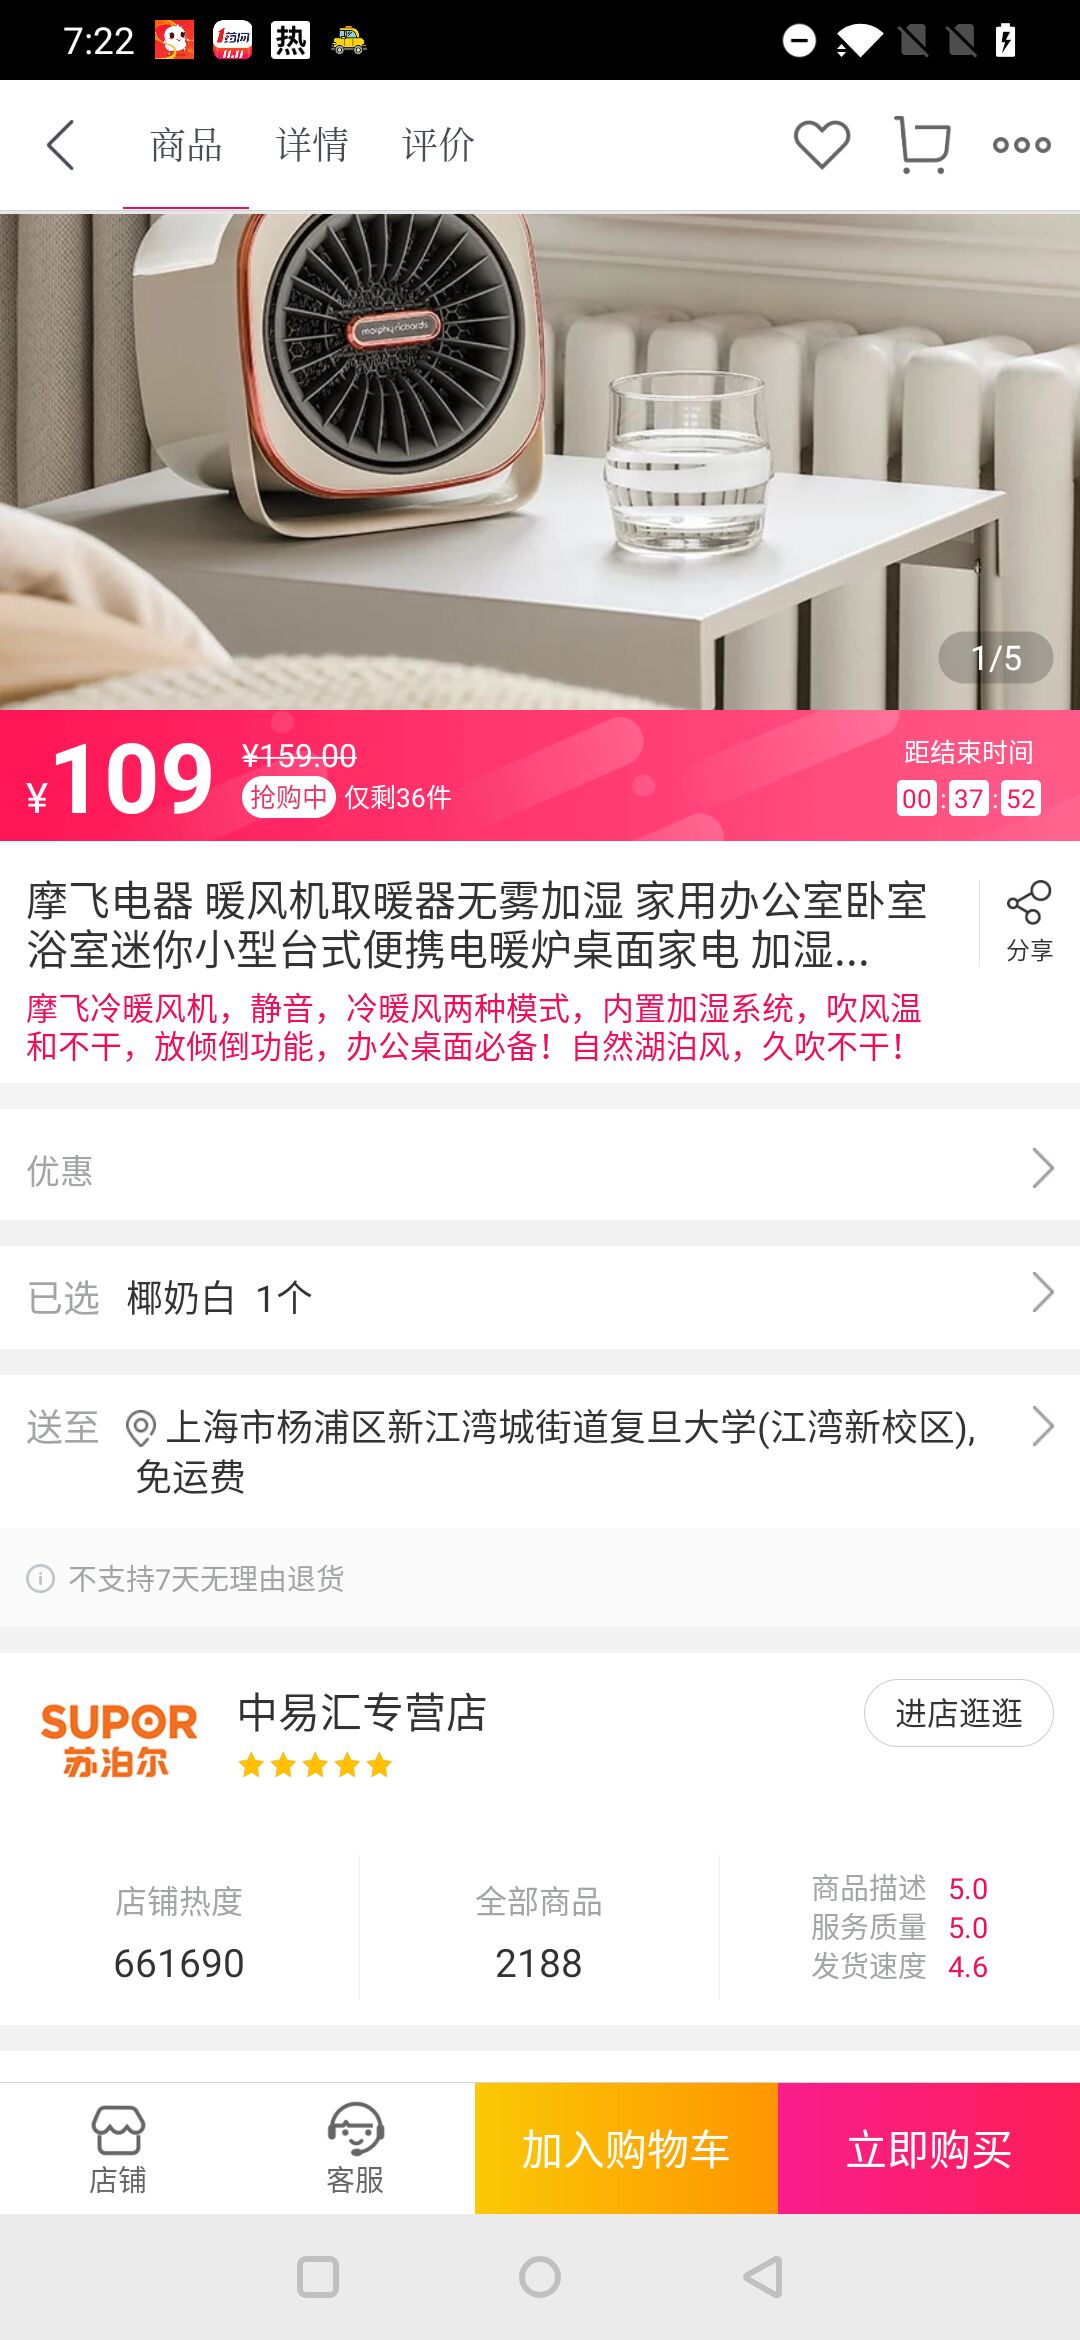 7:22
1药网
11.11
热
商品 详情 评价
morphy richards
1/5
¥109 ¥159.00
抢购中 仅剩36件
距结束时间
00:37:52
摩飞电器 暖风机取暖器无雾加湿 家用办公室卧室
浴室迷你小型台式便携电暖炉桌面家电 加湿...
分享
摩飞冷暖风机，静音，冷暖风两种模式，内置加湿系统，吹风温
和不干，放倾倒功能，办公桌面必备！自然湖泊风，久吹不干！
优惠
已选 椰奶白 1个
送至 上海市杨浦区新江湾城街道复旦大学(江湾新校区),
免运费
不支持7天无理由退货
SUPOR
苏泊尔
中易汇专营店
进店逛逛
店铺热度
661690
全部商品
2188
商品描述 5.0
服务质量 5.0
发货速度 4.6
店铺
客服
加入购物车
立即购买